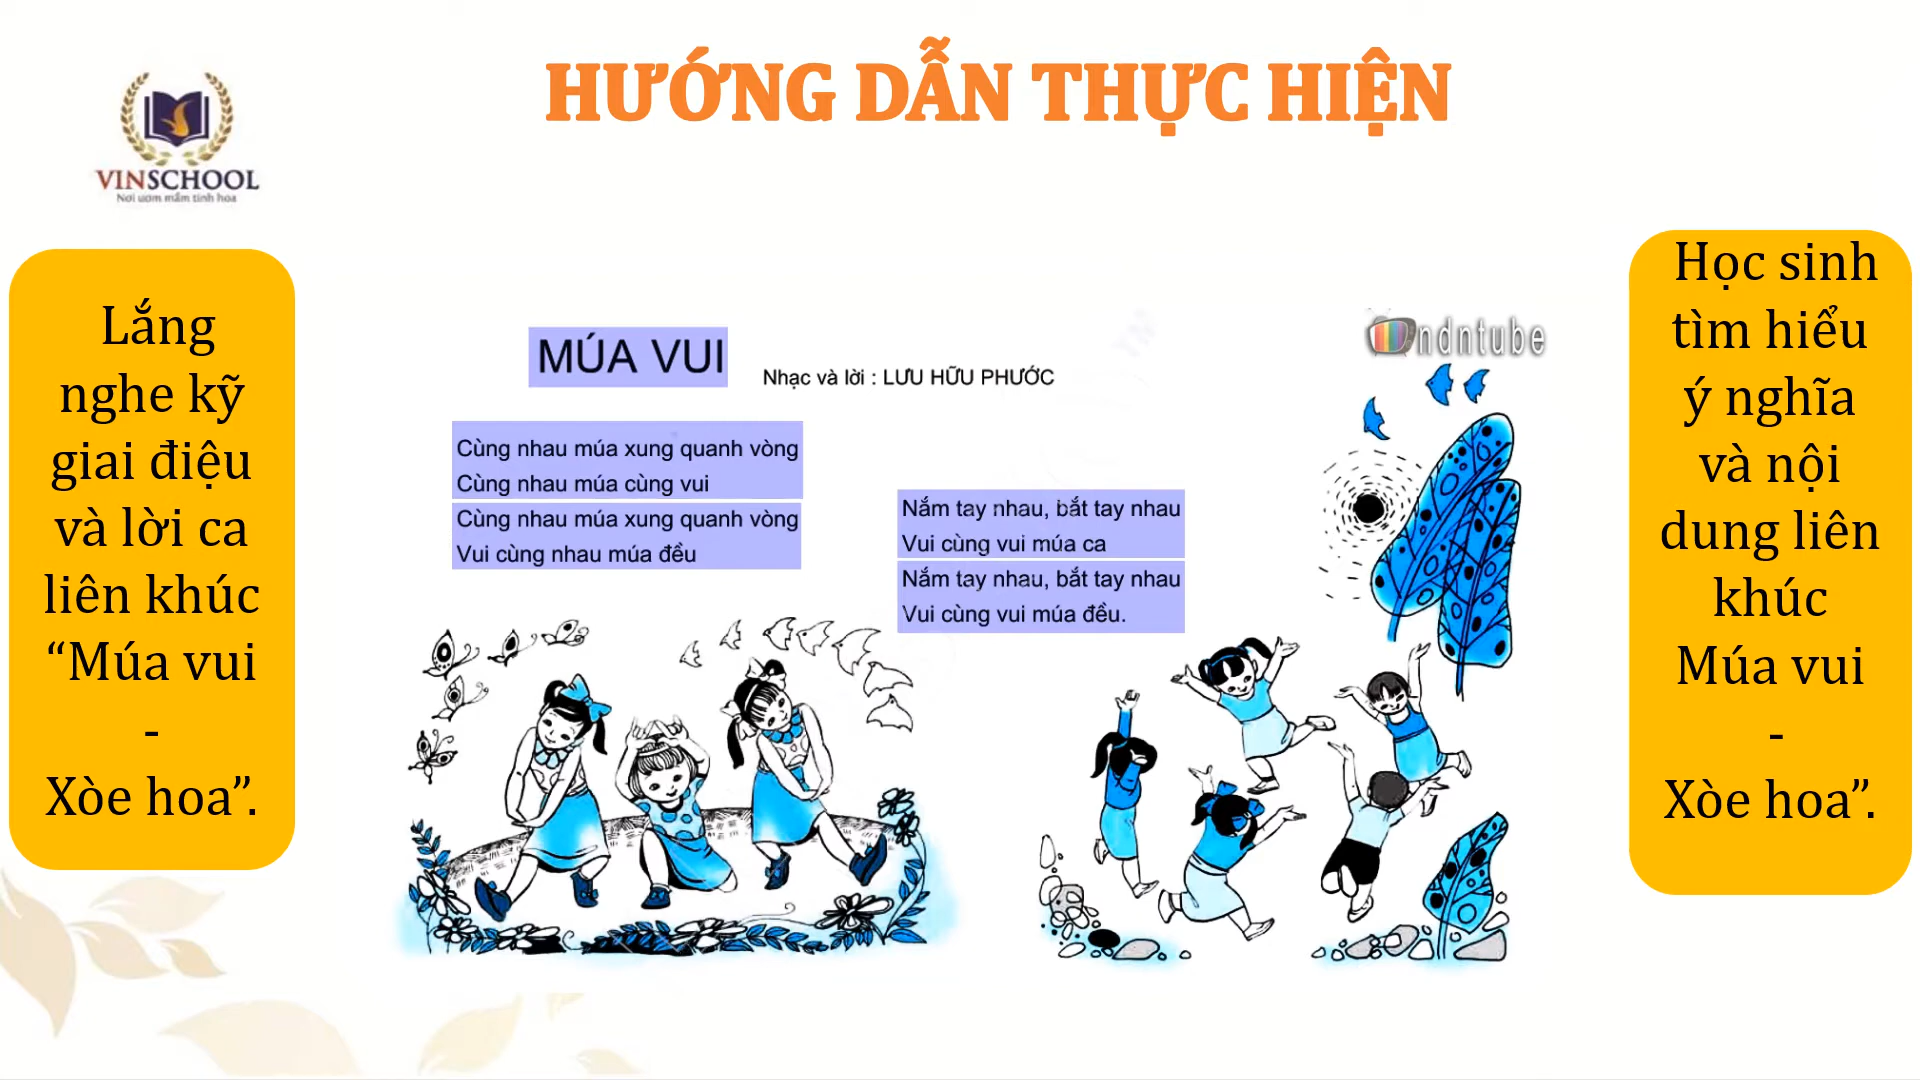 HƯỚNG DẪN THỰC HIỆN
VINSCHOOL
Nơi ươm mầm tinh hoa
Lắng
nghe kỹ
giai điệu
và lời ca
liên khúc
“Múa vui
-
Xòe hoa”.
MÚA VUI
Nhạc và lời : LƯU HỮU PHƯỚC
Cùng nhau múa xung quanh vòng
Cùng nhau múa cùng vui
Cùng nhau múa xung quanh vòng
Vui cùng nhau múa đều
Nắm tay nhau, bắt tay nhau
Vui cùng vui múa ca
Nắm tay nhau, bắt tay nhau
Vui cùng vui múa đều.
ndntube
Học sinh
tìm hiểu
ý nghĩa
và nội
dung liên
khúc
Múa vui
-
Xòe hoa”.